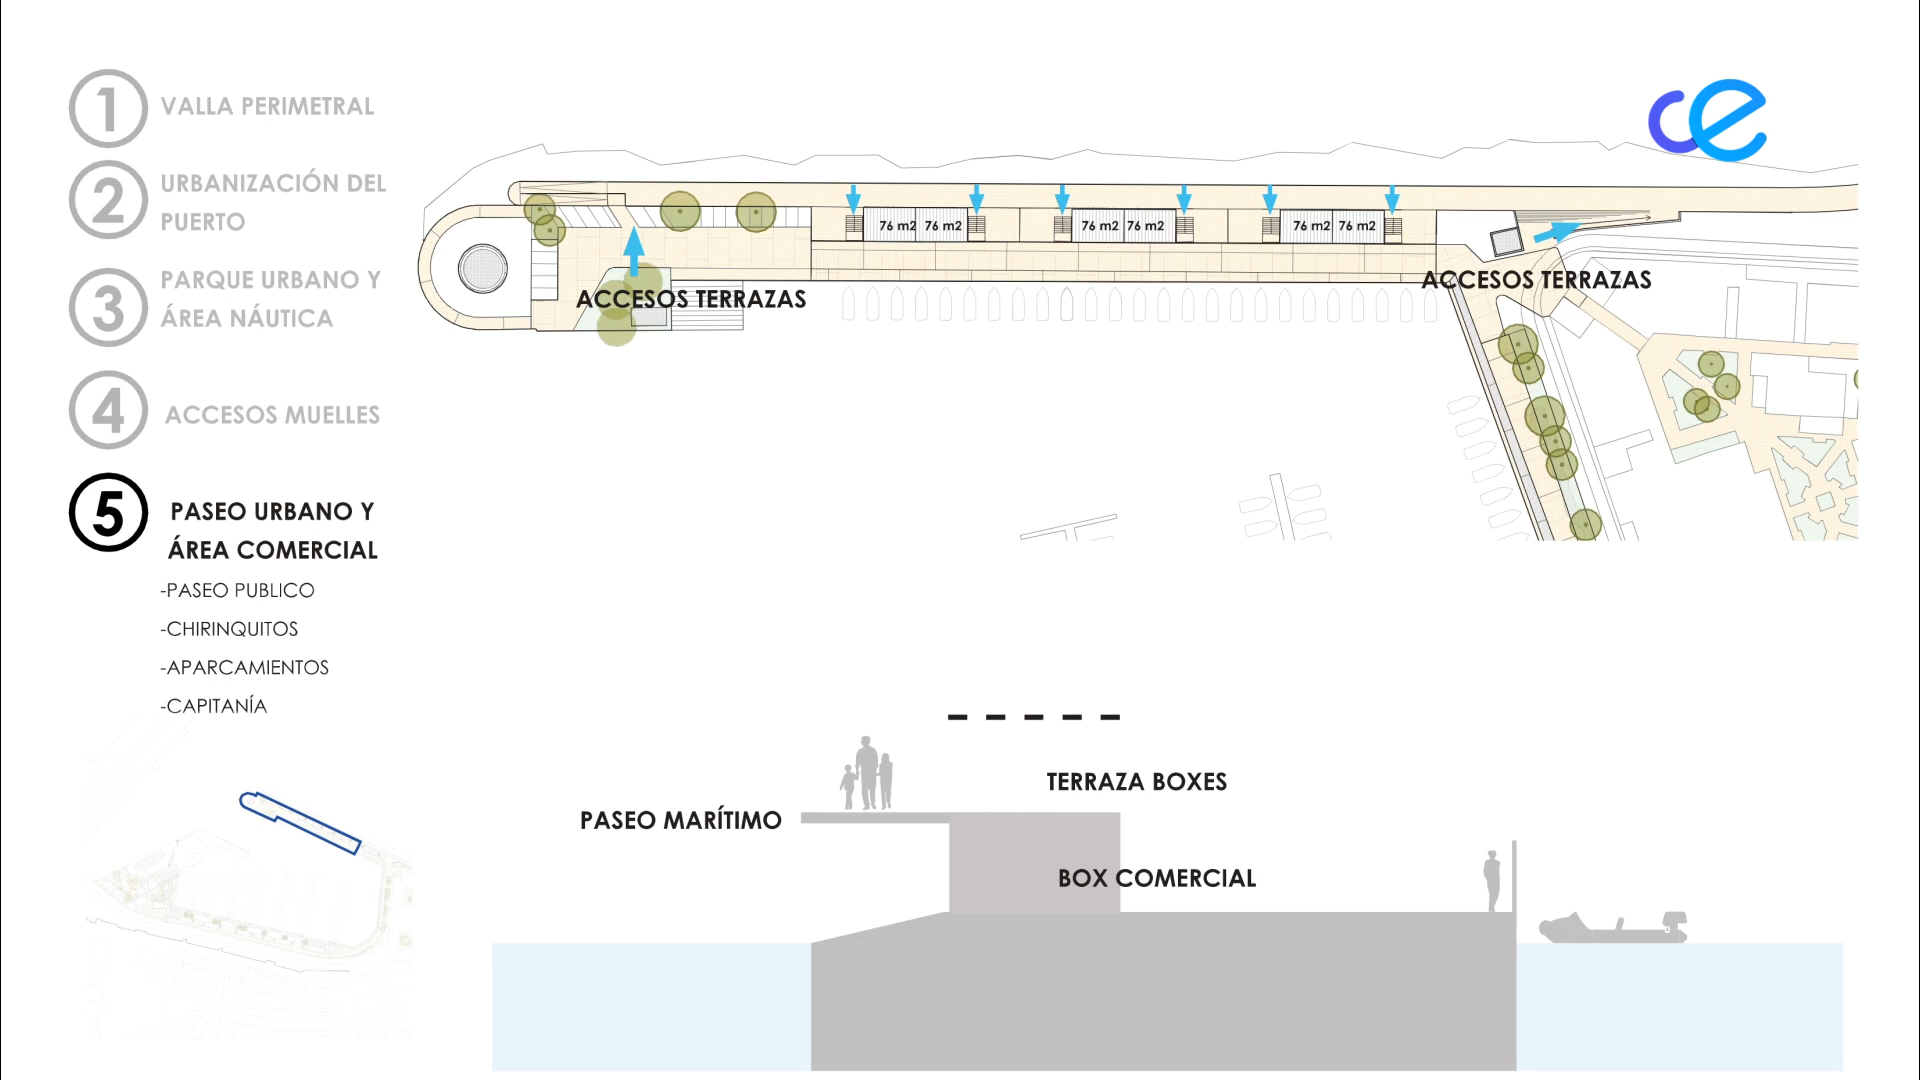 1 VALLA PERIMETRAL
2 URBANIZACIÓN DEL
PUERTO
3 PARQUE URBANO Y
ÁREA NÁUTICA
4 ACCESOS MUELLES
5 PASEO URBANO Y
ÁREA COMERCIAL
-PASEO PUBLICO
-CHIRINQUITOS
-APARCAMIENTOS
-CAPITANÍA
ce
76 m2 76 m2 76 m2 76 m2 76 m2 76 m2
ACCESOS TERRAZAS
ACCESOS TERRAZAS
TERRAZA BOXES
PASEO MARÍTIMO
BOX COMERCIAL